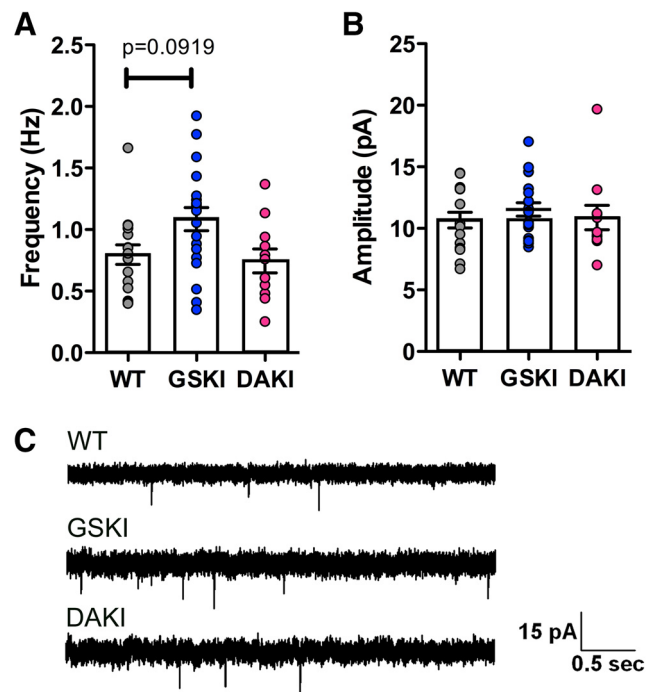 A
p=0.0919
Frequency (Hz)
2.5
2.0
1.5
1.0
0.5
0.0
WT GSKI DAKI
B
Amplitude (pA)
25
20
15
10
5
0
WT GSKI DAKI
C
WT
GSKI
DAKI
15 pA
0.5 sec